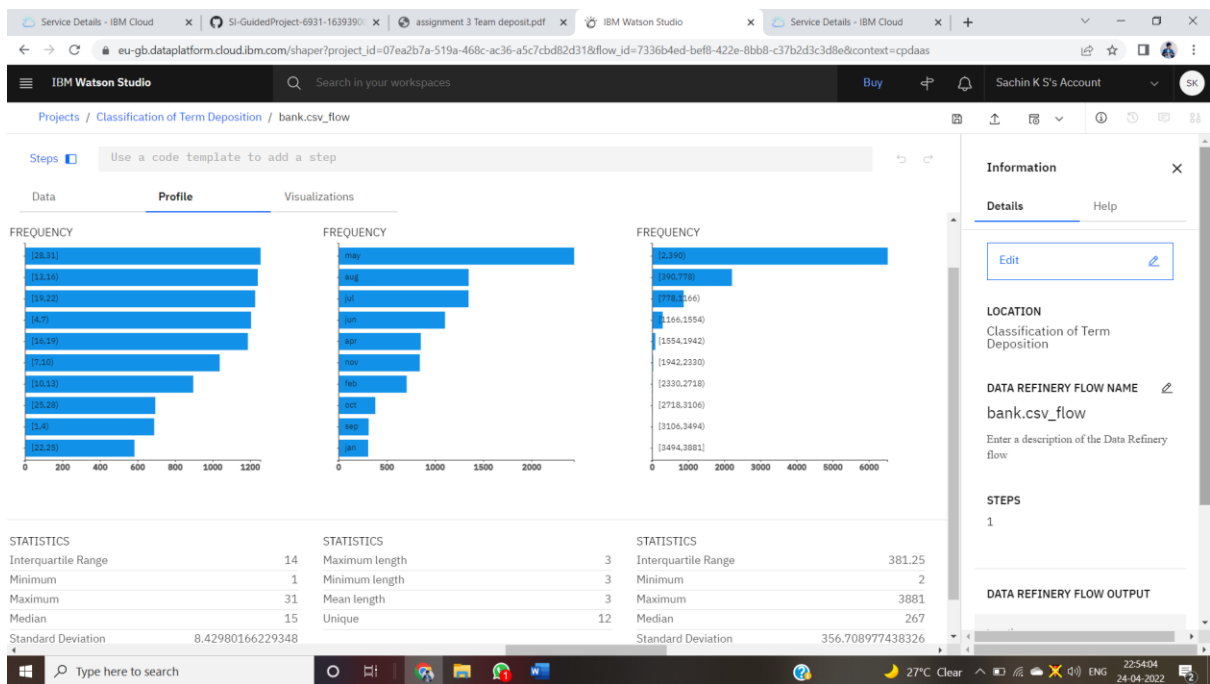 Service Details - IBM Cloud
SI-GuidedProject-6931-1639390
assignment 3 Team deposit.pdf
IBM Watson Studio
Service Details - IBM Cloud
eu-gb.dataplatform.cloud.ibm.com/shaper?project_id=07ea2b7a-519a-468c-ac36-a5c7cbd82d31&flow_id=7336b4ed-bef8-422e-8bb8-c37b2d3c3d8e&context=cpdaas
IBM Watson Studio
Search in your workspaces
Buy
Sachin K S's Account
SK
Projects / Classification of Term Deposition / bank.csv_flow
Steps
Use a code template to add a step
Data Profile Visualizations
FREQUENCY
[28,31]
[13,16)
[19,22)
[4,7)
[16,19)
[7,10)
[10,13)
[25,28)
[1,4)
[22,25)
0 200 400 600 800 1000 1200
FREQUENCY
may
aug
jul
jun
apr
nov
feb
oct
sep
jan
0 500 1000 1500 2000
FREQUENCY
[2,390)
[390,778)
[778,1166)
[1166,1554)
[1554,1942)
[1942,2330)
[2330,2718)
[2718,3106)
[3106,3494)
[3494,3881]
0 1000 2000 3000 4000 5000 6000
STATISTICS
Interquartile Range 14
Minimum 1
Maximum 31
Median 15
Standard Deviation 8.42980166229348
STATISTICS
Maximum length 3
Minimum length 3
Mean length 3
Unique 12
STATISTICS
Interquartile Range 381.25
Minimum 2
Maximum 3881
Median 267
Standard Deviation 356.708977438326
Information
Details Help
Edit
LOCATION
Classification of Term
Deposition
DATA REFINERY FLOW NAME
bank.csv_flow
Enter a description of the Data Refinery
flow
STEPS
1
DATA REFINERY FLOW OUTPUT
Type here to search
27°C Clear
ENG
22:54:04
24-04-2022